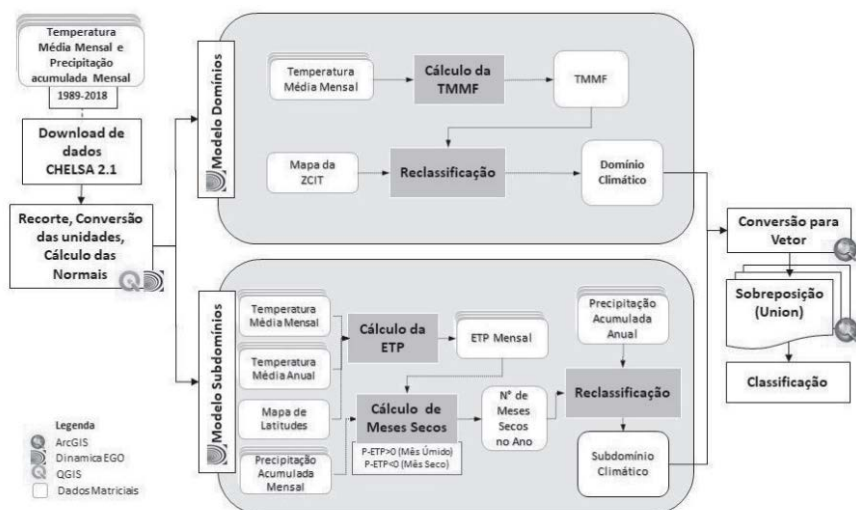 Temperatura
Média Mensal e
Precipitação
acumulada Mensal
1989-2018
Download de
dados
CHELSA 2.1
Recorte, Conversão
das unidades,
Cálculo das
Normais
Modelo Domínios
Temperatura
Média Mensal
Cálculo da
TMMF
TMMF
Mapa da
ZCIT
Reclassificação
Domínio
Climático
Modelo Subdomínios
Temperatura
Média Mensal
Temperatura
Média Anual
Mapa de
Latitudes
Precipitação
Acumulada
Mensal
Cálculo da
ETP
ETP Mensal
Cálculo de
Meses Secos
P-ETP>0 (Mês Úmido)
P-ETP<0 (Mês Seco)
N° de
Meses
Secos
no Ano
Precipitação
Acumulada
Anual
Reclassificação
Subdomínio
Climático
Conversão para
Vetor
Sobreposição
(Union)
Classificação
Legenda
ArcGIS
Dinamica EGO
QGIS
Dados Matriciais